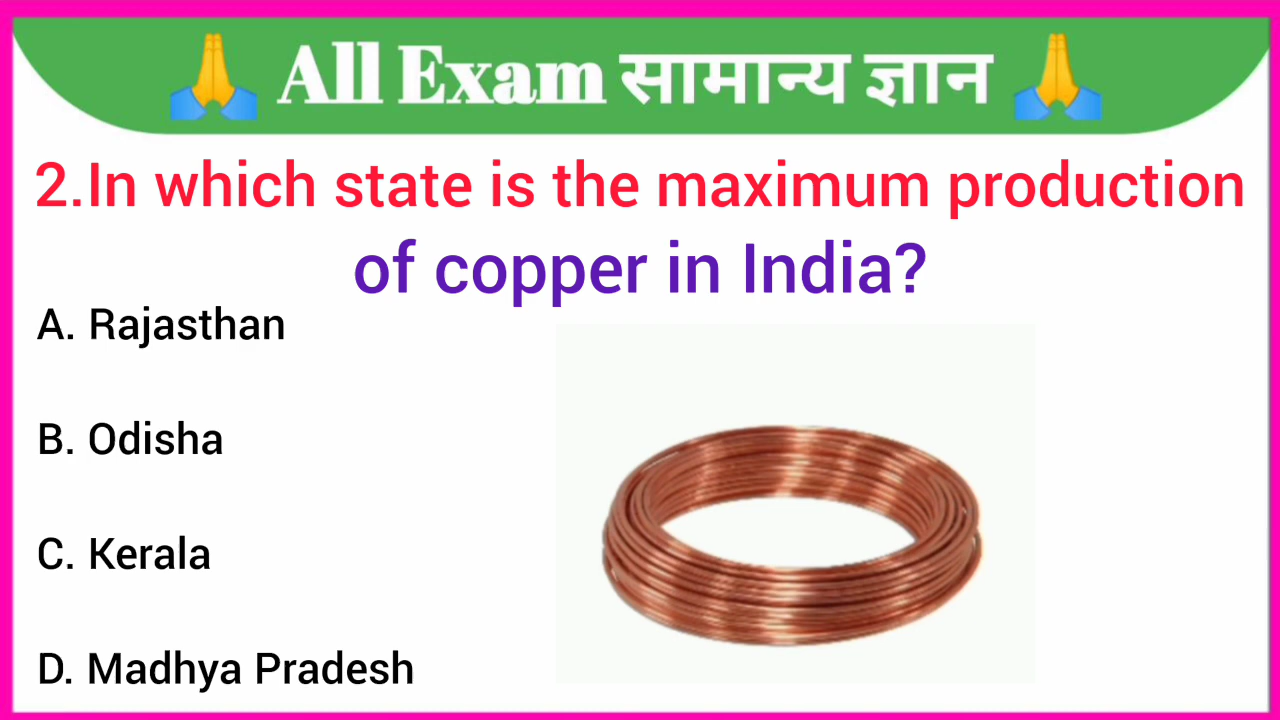 🙏 All Exam सामान्य ज्ञान 🙏
2.In which state is the maximum production
of copper in India?
A. Rajasthan
B. Odisha
C. Kerala
D. Madhya Pradesh